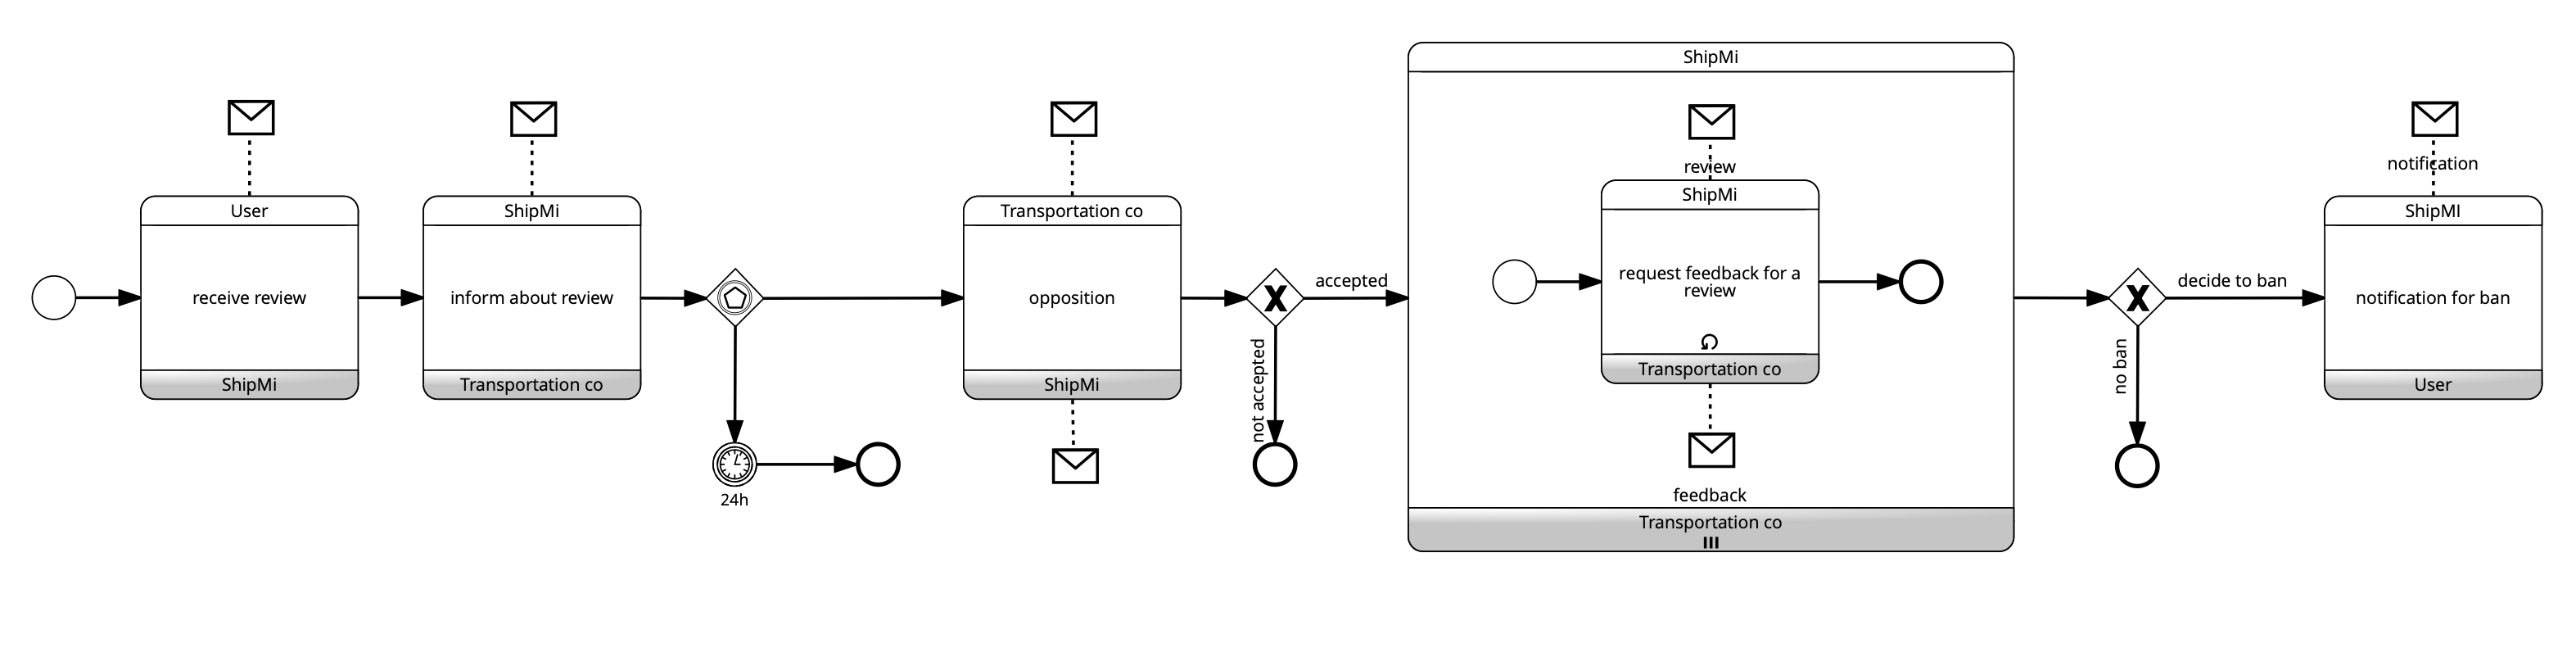 User
receive review
ShipMi
ShipMi
inform about review
Transportation co
24h
Transportation co
opposition
ShipMi
accepted
not accepted
ShipMi
review
ShipMi
request feedback for a
review
Transportation co
feedback
Transportation co
decide to ban
no ban
notification
ShipMI
notification for ban
User